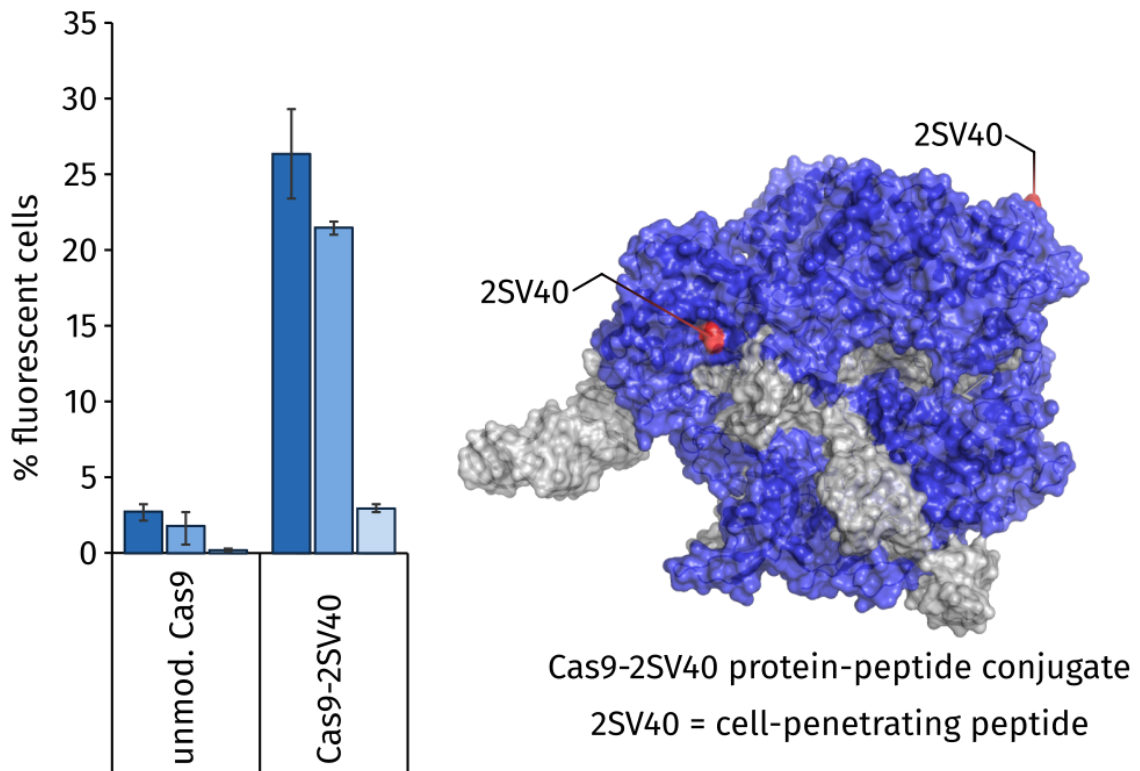 % fluorescent cells
35
30
25
20
15
10
5
0
unmod. Cas9
Cas9-2SV40
2SV40
2SV40
Cas9-2SV40 protein-peptide conjugate
2SV40 = cell-penetrating peptide